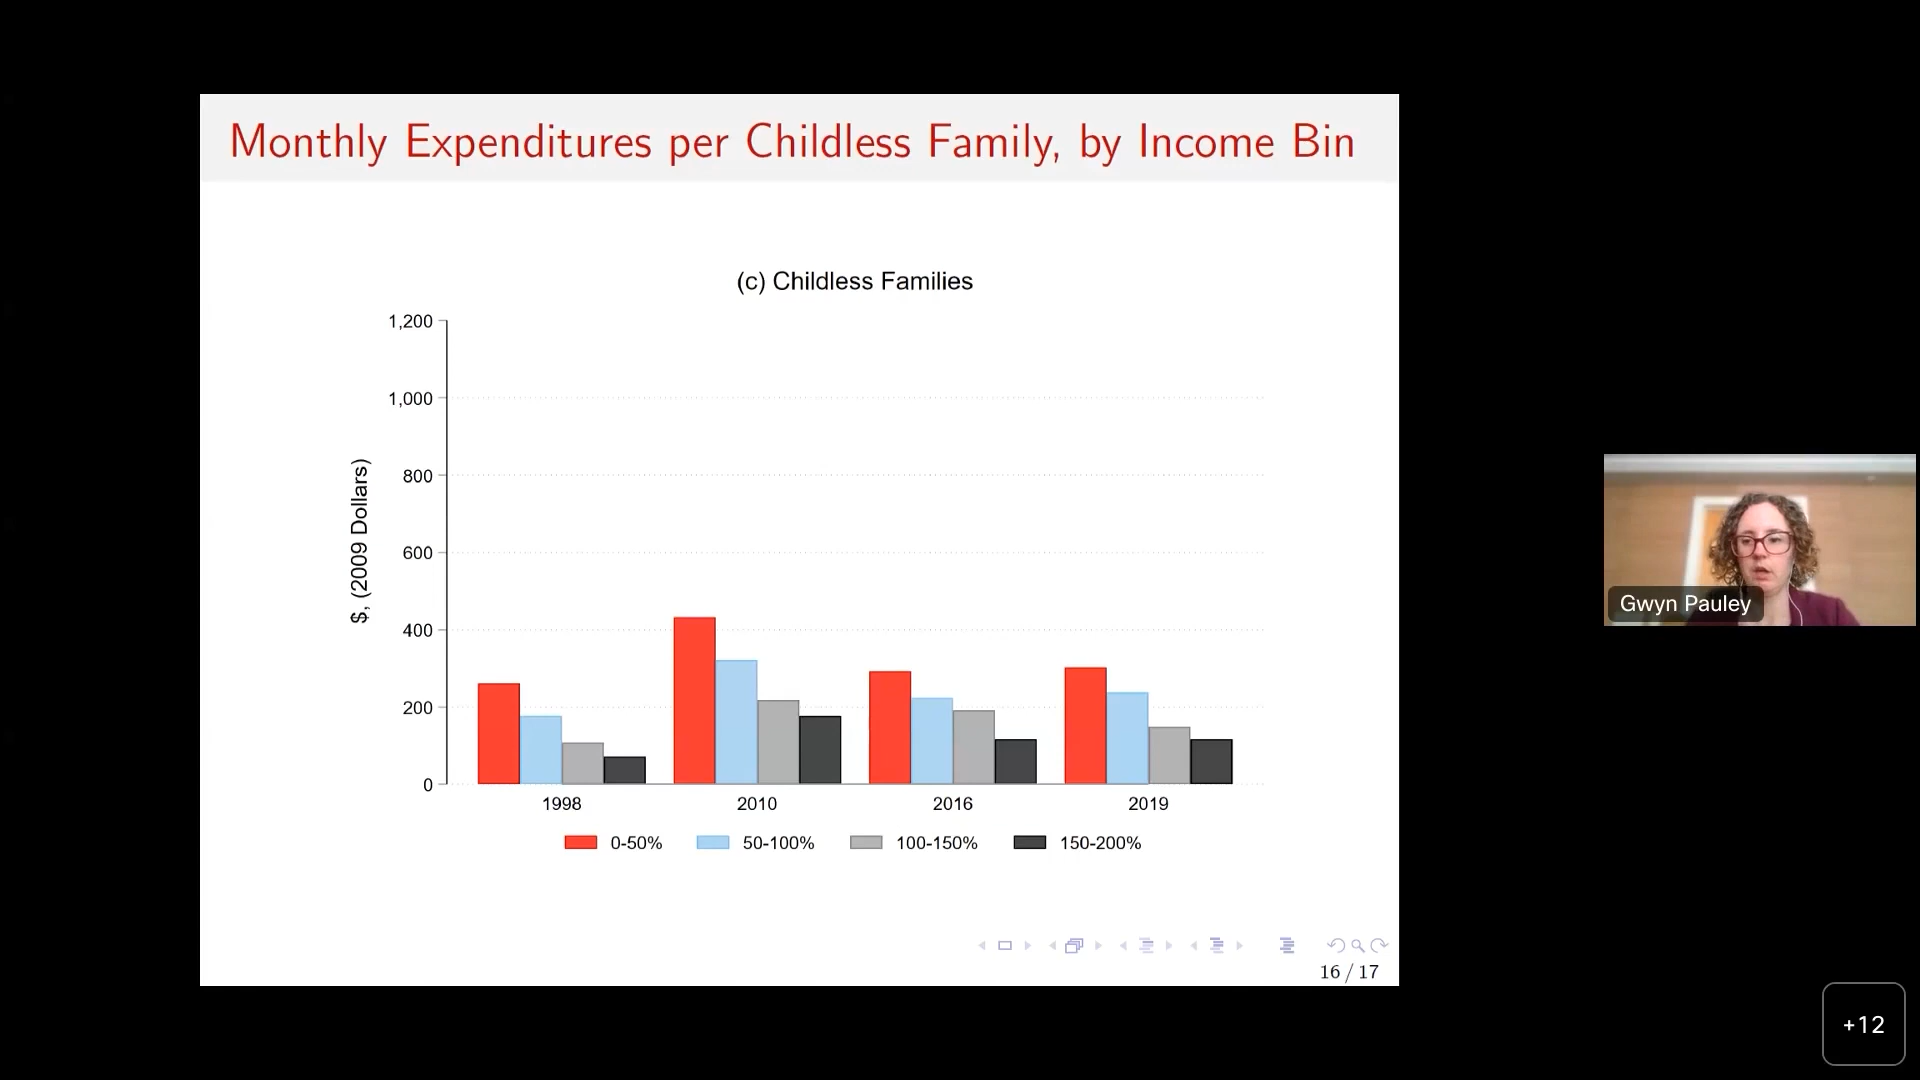 Monthly Expenditures per Childless Family, by Income Bin
(c) Childless Families
$, (2009 Dollars)
1,200
1,000
800
600
400
200
0
1998 2010 2016 2019
0-50% 50-100% 100-150% 150-200%
16 / 17
Gwyn Pauley
+12